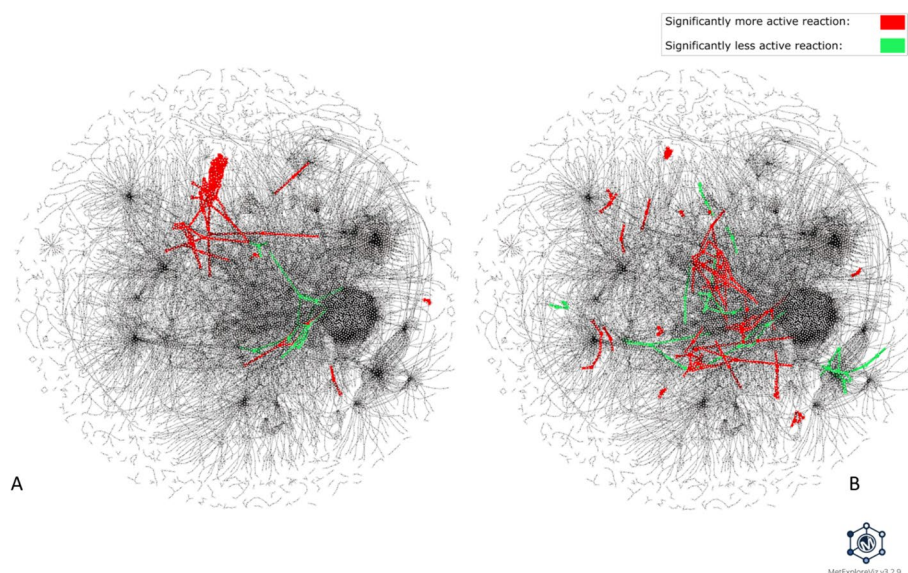 Significantly more active reaction:
Significantly less active reaction:
A
B
MetExploreViz v3.2.9